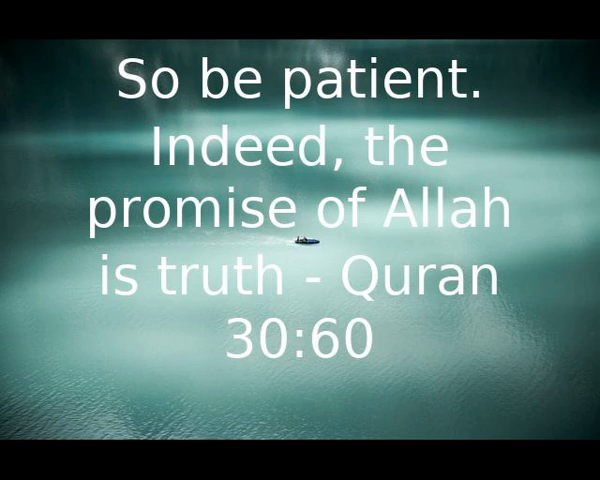 So be patient.
Indeed, the
promise of Allah
is truth - Quran
30:60